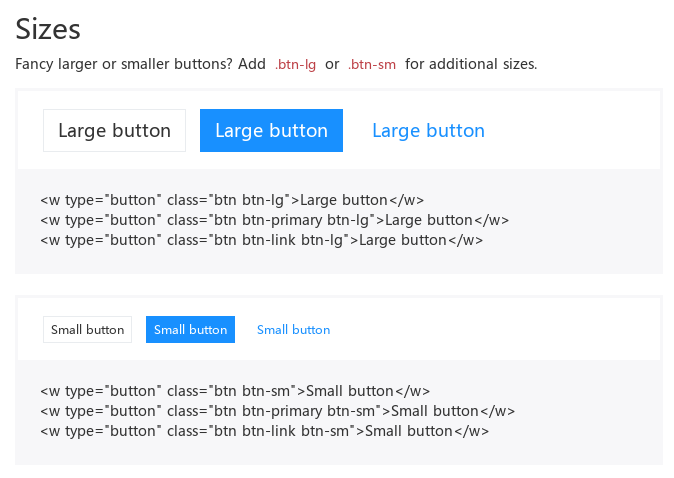 Sizes
Fancy larger or smaller buttons? Add .btn-lg or .btn-sm for additional sizes.
Large button Large button Large button
<w type="button" class="btn btn-lg">Large button</w>
<w type="button" class="btn btn-primary btn-lg">Large button</w>
<w type="button" class="btn btn-link btn-lg">Large button</w>
Small button Small button Small button
<w type="button" class="btn btn-sm">Small button</w>
<w type="button" class="btn btn-primary btn-sm">Small button</w>
<w type="button" class="btn btn-link btn-sm">Small button</w>